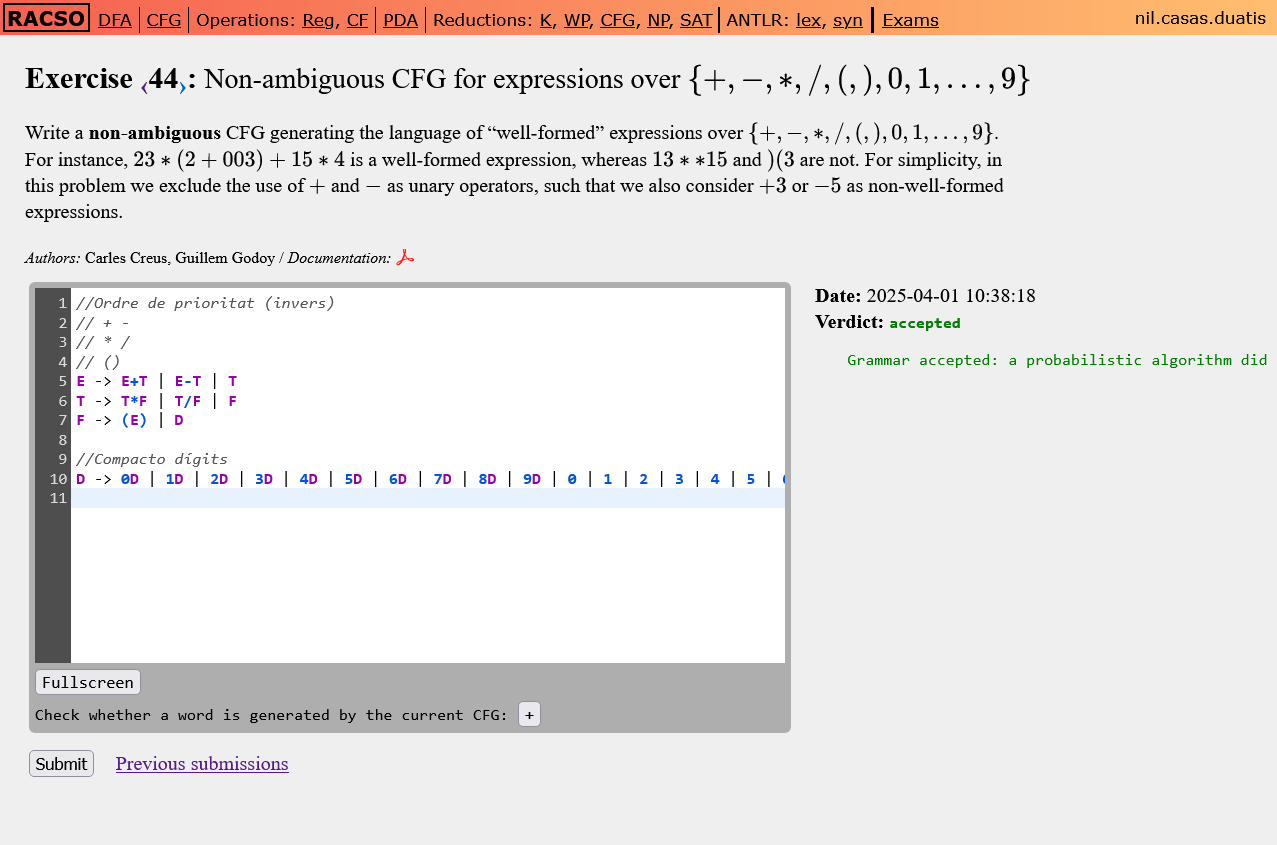 RACSO DFA | CFG | Operations: Reg, CF | PDA | Reductions: K, WP, CFG, NP, SAT | ANTLR: lex, syn | Exams nil.casas.duatis
Exercise ‹44›: Non-ambiguous CFG for expressions over {+, −, ∗, /, (, ), 0, 1, . . . , 9}
Write a non-ambiguous CFG generating the language of “well-formed” expressions over {+, −, ∗, /, (, ), 0, 1, . . . , 9}.
For instance, 23 ∗ (2 + 003) + 15 ∗ 4 is a well-formed expression, whereas 13 ∗ ∗15 and )(3 are not. For simplicity, in
this problem we exclude the use of + and − as unary operators, such that we also consider +3 or −5 as non-well-formed
expressions.
Authors: Carles Creus, Guillem Godoy / Documentation:
1 //Ordre de prioritat (invers)
2 // + -
3 // * /
4 // ()
5 E -> E+T | E-T | T
6 T -> T*F | T/F | F
7 F -> (E) | D
8
9 //Compacto dígits
10 D -> 0D | 1D | 2D | 3D | 4D | 5D | 6D | 7D | 8D | 9D | 0 | 1 | 2 | 3 | 4 | 5 |
11
Date: 2025-04-01 10:38:18
Verdict: accepted
Grammar accepted: a probabilistic algorithm did
Fullscreen
Check whether a word is generated by the current CFG: +
Submit Previous submissions